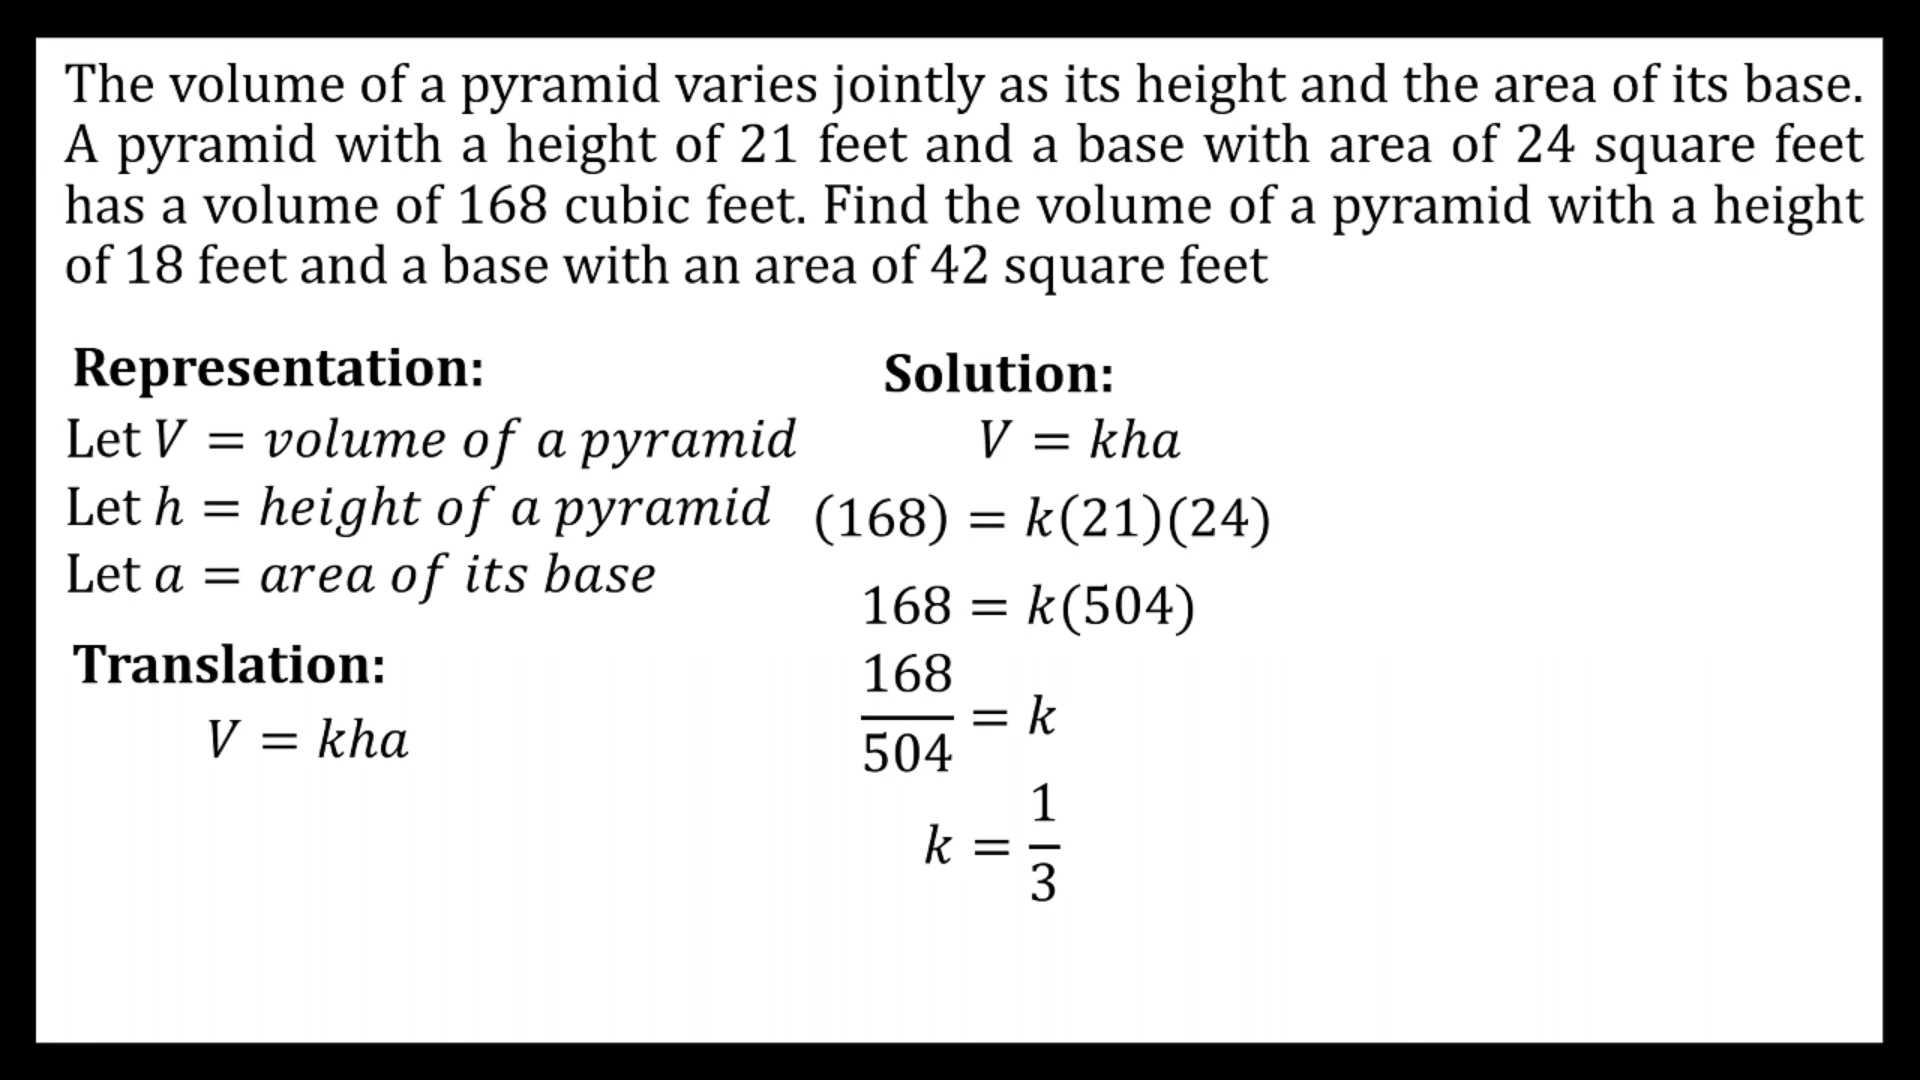 The volume of a pyramid varies jointly as its height and the area of its base.
A pyramid with a height of 21 feet and a base with area of 24 square feet
has a volume of 168 cubic feet. Find the volume of a pyramid with a height
of 18 feet and a base with an area of 42 square feet
Representation:
Let V = volume of a pyramid
Let h = height of a pyramid
Let a = area of its base
Translation:
V = kha
Solution:
V = kha
(168) = k(21)(24)
168 = k(504)
168/504 = k
k = 1/3